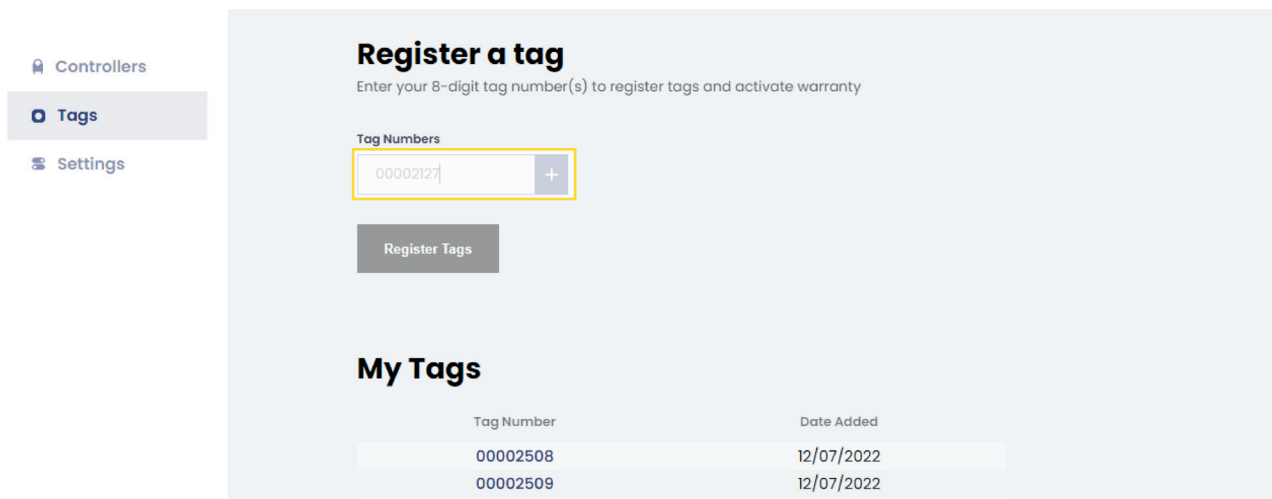 Controllers
Tags
Settings
Register a tag
Enter your 8-digit tag number(s) to register tags and activate warranty
Tag Numbers
00002127
+
Register Tags
My Tags
Tag Number Date Added
00002508 12/07/2022
00002509 12/07/2022